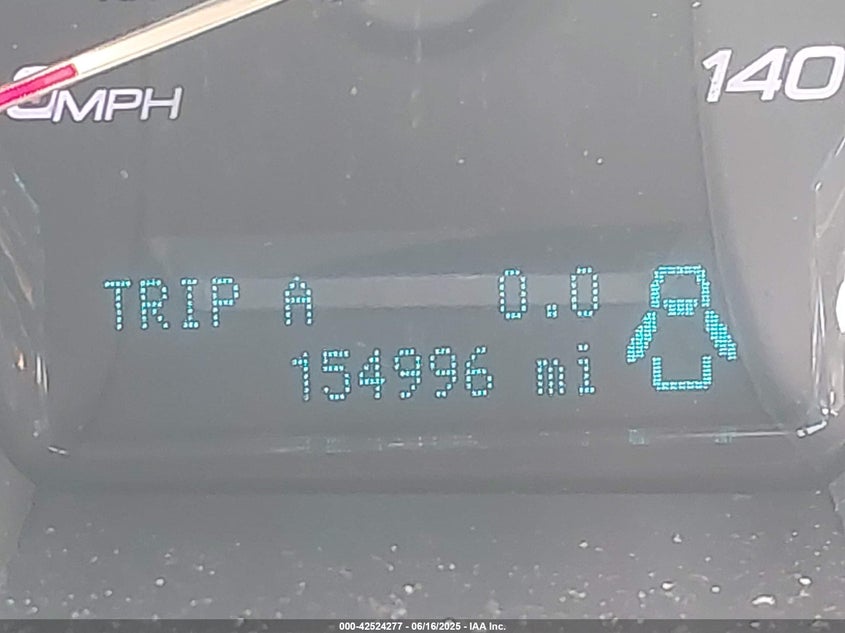 MPH
140
TRIP A 0.0
154996 mi
000-42524277 - 06/16/2025 - IAA Inc.